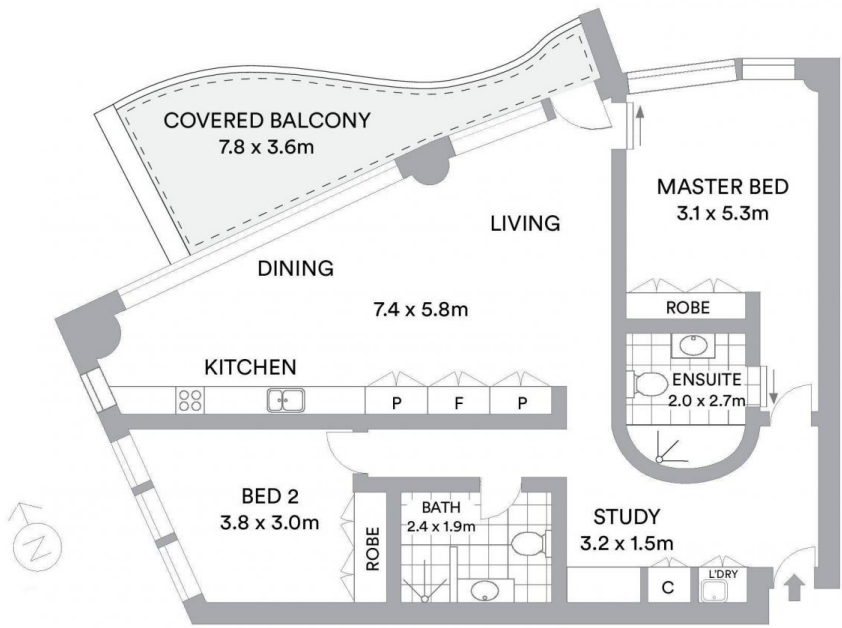 COVERED BALCONY
7.8 x 3.6m
MASTER BED
3.1 x 5.3m
LIVING
DINING
7.4 x 5.8m
ROBE
KITCHEN
ENSUITE
2.0 x 2.7m
P
F
P
BED 2
3.8 x 3.0m
ROBE
BATH
2.4 x 1.9m
STUDY
3.2 x 1.5m
C
L'DRY
N